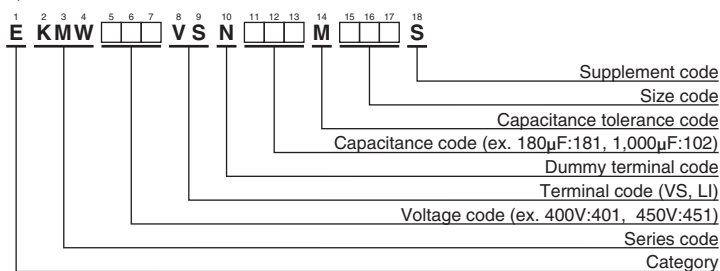 1 2 3 4 5 6 7 8 9 10 11 12 13 14 15 16 17 18
E KMW □□□ VS N □□□ M □□□ S
Supplement code
Size code
Capacitance tolerance code
Capacitance code (ex. 180μF:181, 1,000μF:102)
Dummy terminal code
Terminal code (VS, LI)
Voltage code (ex. 400V:401, 450V:451)
Series code
Category